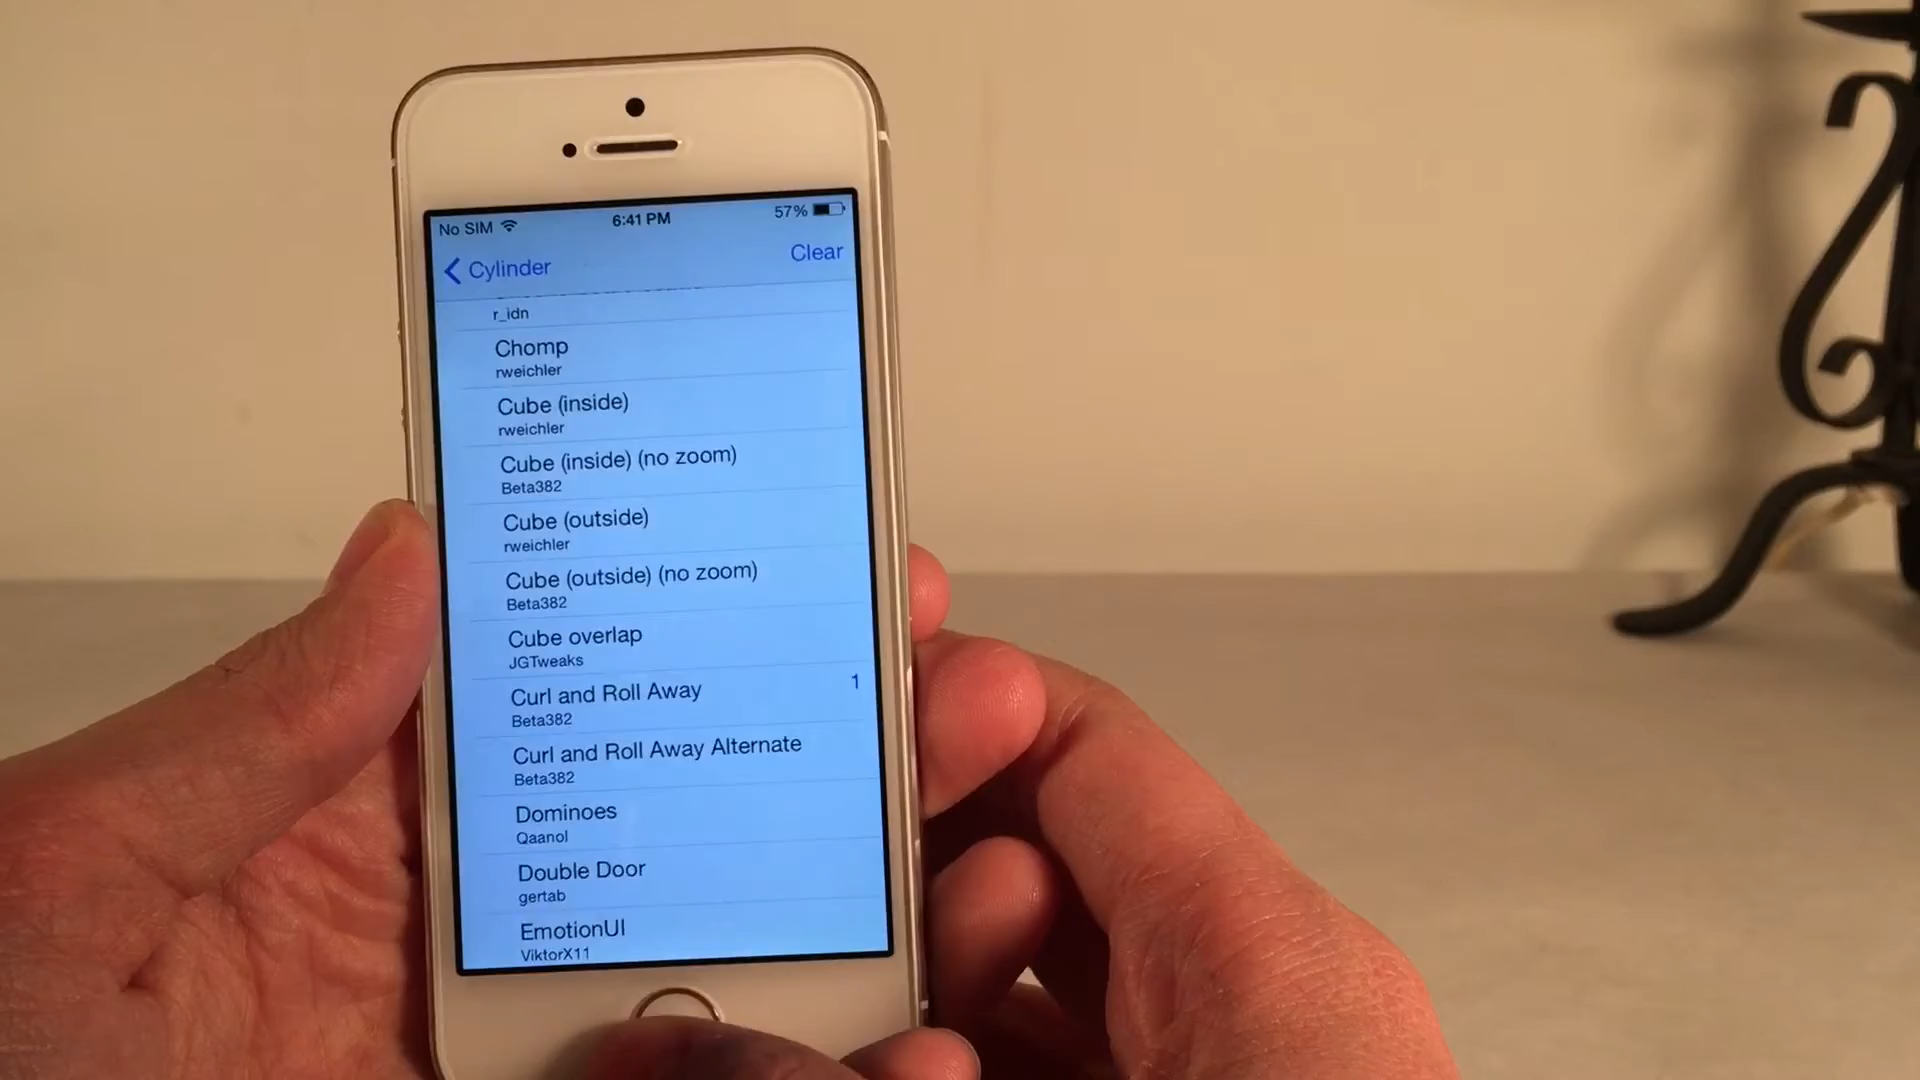 No SIM 6:41 PM 57%
Cylinder Clear
r_idn
Chomp
rweichler
Cube (inside)
rweichler
Cube (inside) (no zoom)
Beta382
Cube (outside)
rweichler
Cube (outside) (no zoom)
Beta382
Cube overlap
JGTweaks
Curl and Roll Away 1
Beta382
Curl and Roll Away Alternate
Beta382
Dominoes
Qaanol
Double Door
gertab
EmotionUI
ViktorX11